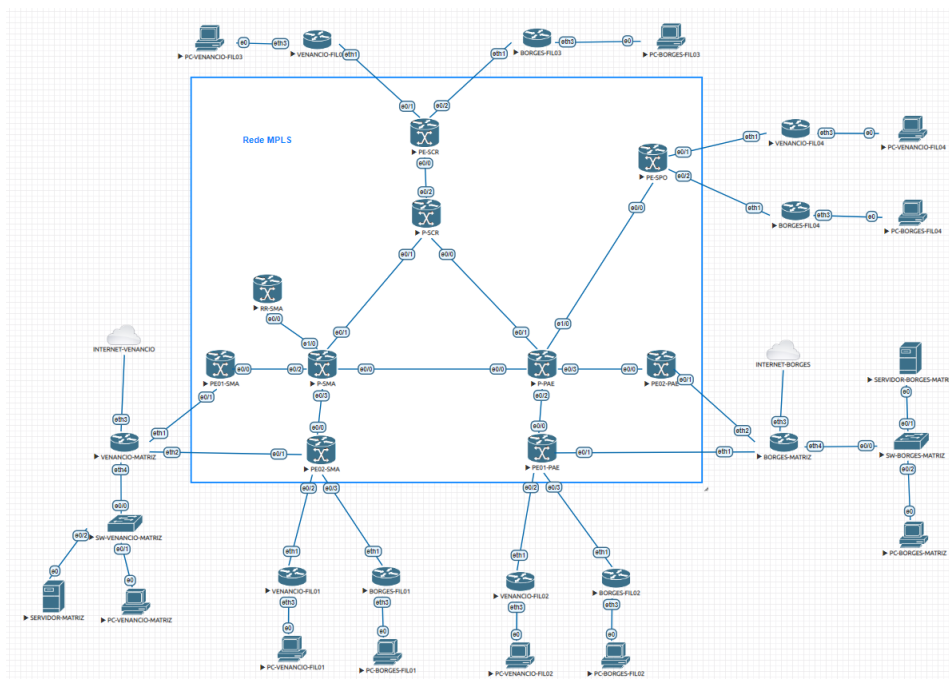 e0
eth3
PC-VENANCIO-FIL03
VENANCIO-FIL0
eth1
eth3
e0
BORGES-FIL03
PC-BORGES-FIL03
eth1
e0/1
e0/2
Rede MPLS
PE-SCR
e0/0
e0/2
P-SCR
e0/1
e0/0
PE-SPO
e0/1
e0/2
e0/0
eth1
eth3
e0
VENANCIO-FIL04
PC-VENANCIO-FIL04
eth1
eth3
e0
BORGES-FIL04
PC-BORGES-FIL04
RR-SMA
e0/0
e1/0
e0/1
e0/1
e1/0
INTERNET-VENANCIO
INTERNET-BORGES
PE01-SMA
e0/0
e0/2
P-SMA
e0/0
e0/0
P-PAE
e0/3
e0/0
PE02-PAE
e0/1
e0/1
e0/3
e0/2
SERVIDOR-BORGES-MATR
e0
e0/1
eth3
eth1
VENANCIO-MATRIZ
eth2
e0/1
e0/0
PE02-SMA
e0/0
PE01-PAE
e0/1
eth1
eth2
eth3
BORGES-MATRIZ
eth4
e0/0
SW-BORGES-MATRIZ
e0/2
eth4
e0/0
SW-VENANCIO-MATRIZ
e0/2
e0/1
e0
SERVIDOR-MATRIZ
e0
PC-VENANCIO-MATRIZ
e0/2
e0/3
e0/2
e0/3
e0
PC-BORGES-MATRIZ
eth1
VENANCIO-FIL01
eth3
e0
PC-VENANCIO-FIL01
eth1
BORGES-FIL01
eth3
e0
PC-BORGES-FIL01
eth1
VENANCIO-FIL02
eth3
e0
PC-VENANCIO-FIL02
eth1
BORGES-FIL02
eth3
e0
PC-BORGES-FIL02